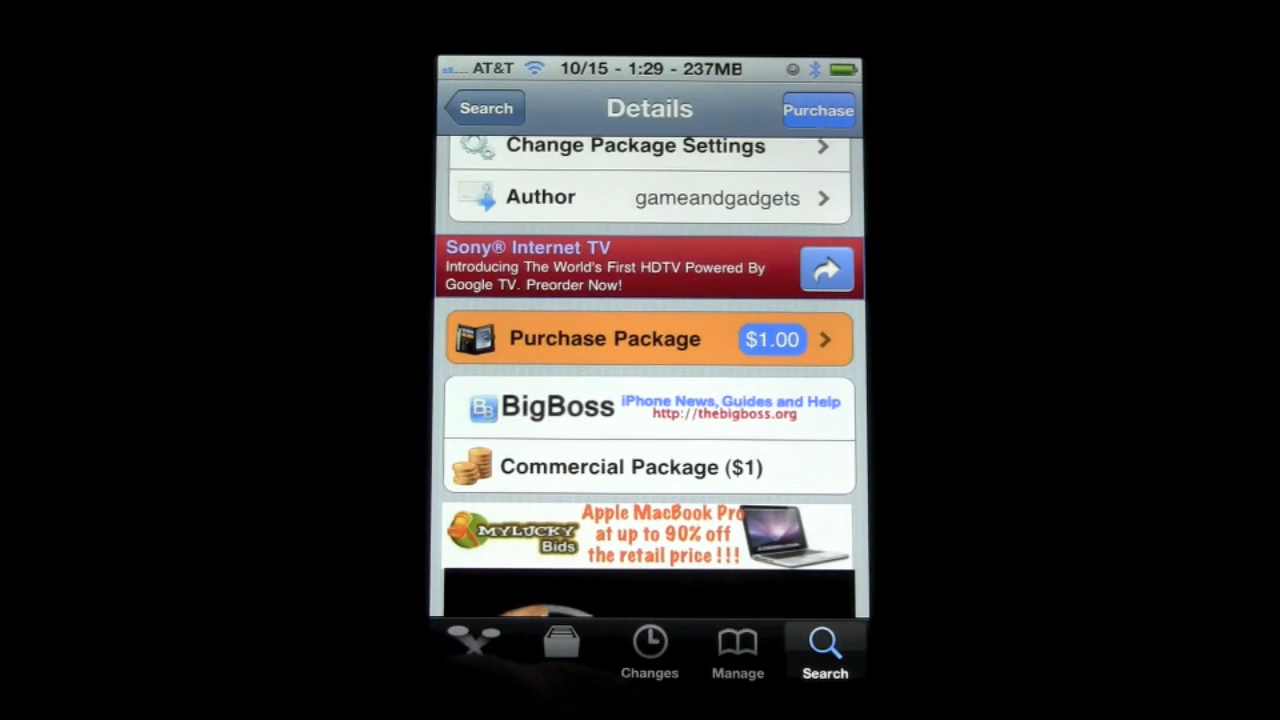 AT&T 10/15 - 1:29 - 237MB
Search Details Purchase
Change Package Settings
Author gameandgadgets
Sony® Internet TV
Introducing The World's First HDTV Powered By
Google TV. Preorder Now!
Purchase Package $1.00
BB BigBoss iPhone News, Guides and Help
http://thebigboss.org
Commercial Package ($1)
MYLUCKY Bids
Apple MacBook Pro
at up to 90% off
the retail price !!!
Changes Manage Search